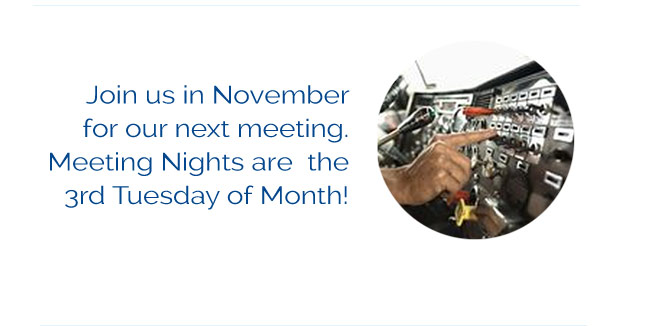 Join us in November
for our next meeting.
Meeting Nights are  the
3rd Tuesday of Month!